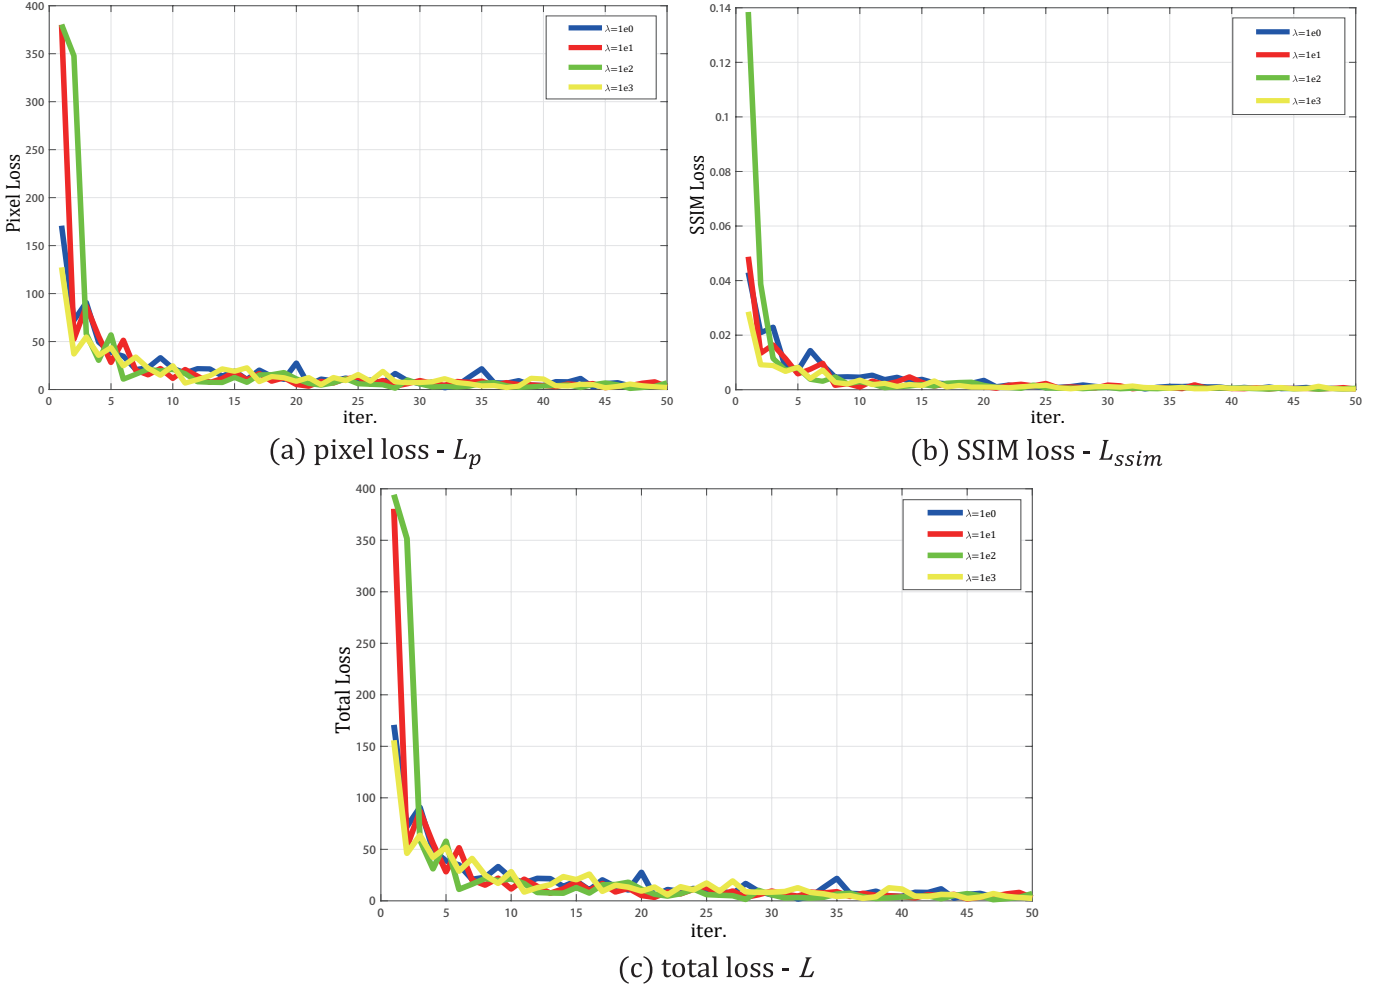 400
350
300
250
200
150
100
50
0
Pixel Loss
λ=1e0
λ=1e1
λ=1e2
λ=1e3
0 5 10 15 20 25 30 35 40 45 50
iter.
(a) pixel loss - Lₚ
0.14
0.12
0.1
0.08
0.06
0.04
0.02
0
SSIM Loss
λ=1e0
λ=1e1
λ=1e2
λ=1e3
0 5 10 15 20 25 30 35 40 45 50
iter.
(b) SSIM loss - Lssim
400
350
300
250
200
150
100
50
0
Total Loss
λ=1e0
λ=1e1
λ=1e2
λ=1e3
0 5 10 15 20 25 30 35 40 45 50
iter.
(c) total loss - L